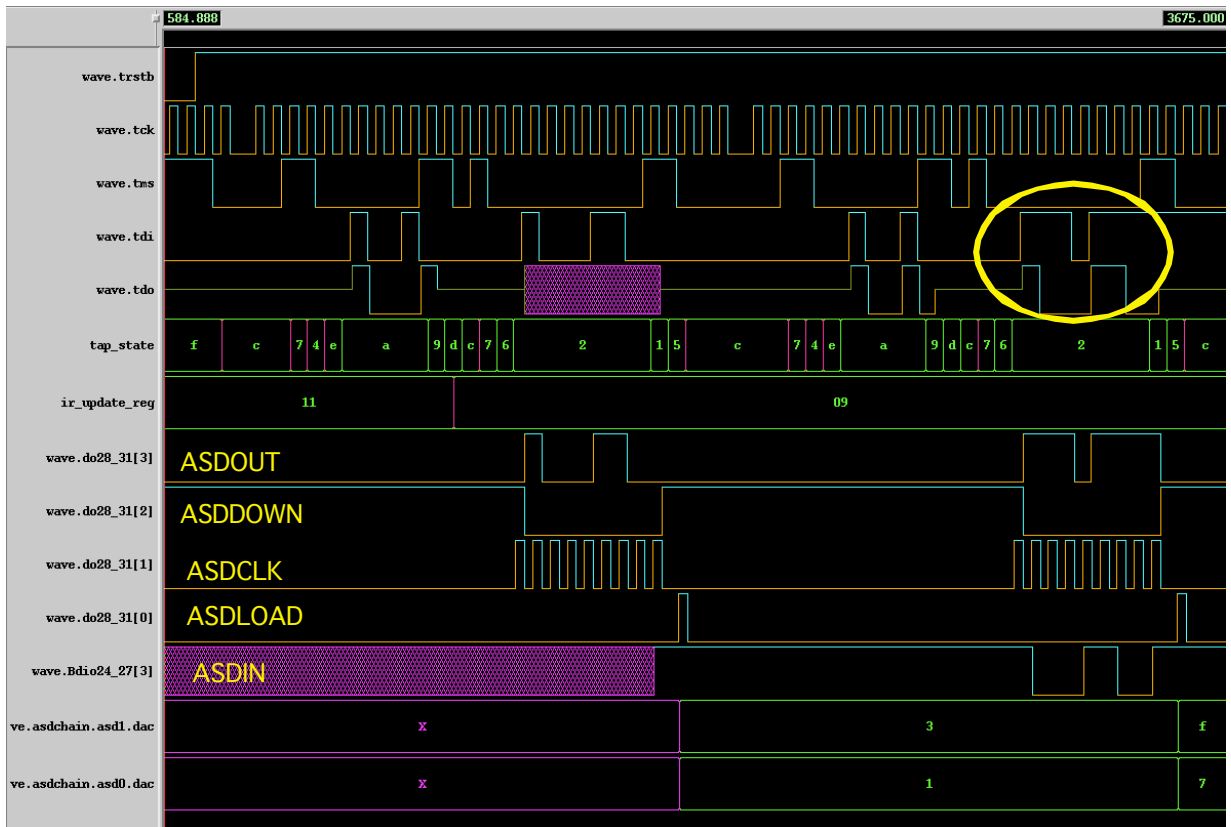 584.888 3675.000
wave.trstb
wave.tck
wave.tms
wave.tdi
wave.tdo
tap_state f c 7 4 e a 9 d c 7 6 2 1 5 c 7 4 e a 9 d c 7 6 2 1 5 c
ir_update_reg 11 09
wave.do28_31[3] ASDOUT
wave.do28_31[2] ASDDOWN
wave.do28_31[1] ASDCLK
wave.do28_31[0] ASDLOAD
wave.Bdio24_27[3] ASDIN
ve.asdchain.asd1.dac X 3 f
ve.asdchain.asd0.dac X 1 7